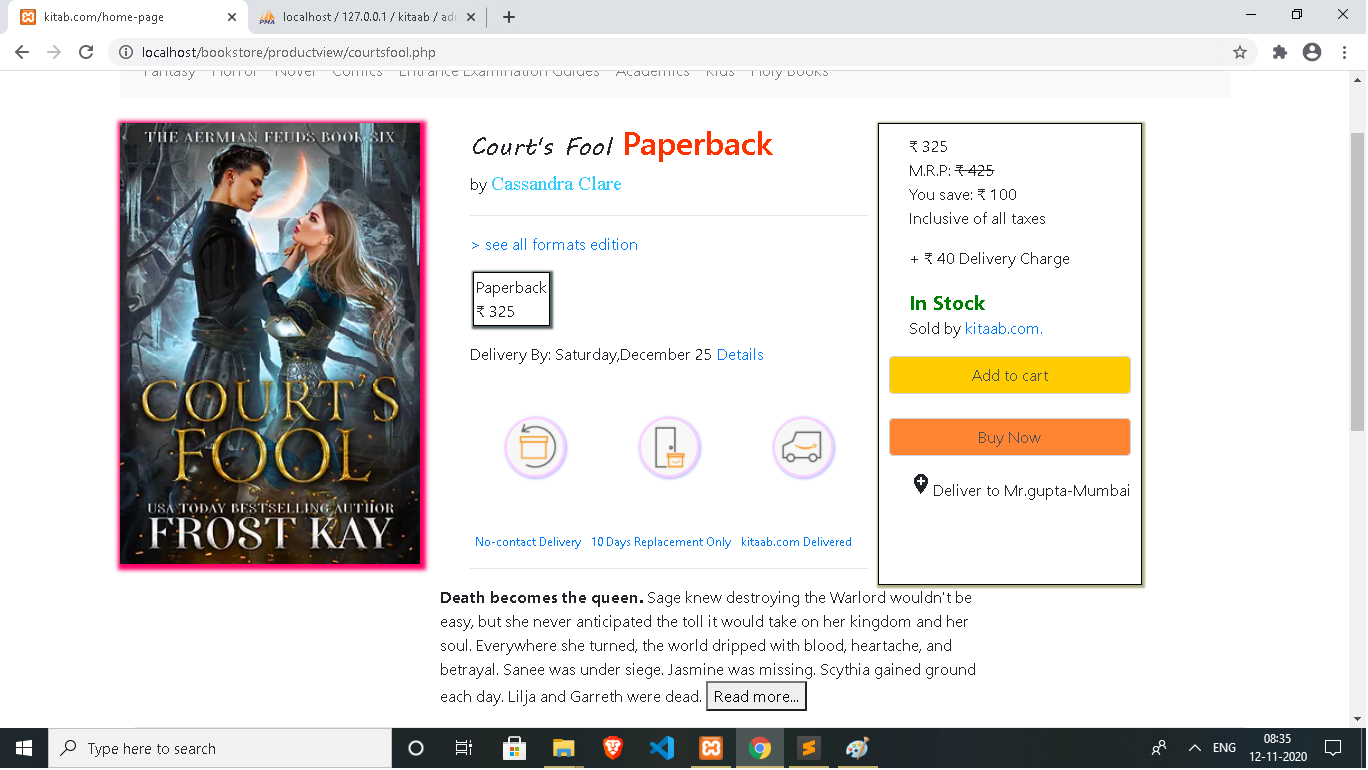 kitab.com/home-page
localhost / 127.0.0.1 / kitaab / adr
localhost/bookstore/productview/courtsfool.php
Fantasy Horror Novel Comics Entrance Examination Guides Academics Kids Holy Books
THE AERMIAN FEUDS BOOK SIX
COURT'S
FOOL
USA TODAY BESTSELLING AUTHOR
FROST KAY
Court's Fool Paperback
by Cassandra Clare
> see all formats edition
Paperback
₹ 325
Delivery By: Saturday,December 25 Details
No-contact Delivery 10 Days Replacement Only kitaab.com Delivered
₹ 325
M.R.P: ₹ 425
You save: ₹ 100
Inclusive of all taxes
+ ₹ 40 Delivery Charge
In Stock
Sold by kitaab.com.
Add to cart
Buy Now
Deliver to Mr.gupta-Mumbai
Death becomes the queen. Sage knew destroying the Warlord wouldn't be
easy, but she never anticipated the toll it would take on her kingdom and her
soul. Everywhere she turned, the world dripped with blood, heartache, and
betrayal. Sanee was under siege. Jasmine was missing. Scythia gained ground
each day. Lilja and Garreth were dead. Read more...
Type here to search
ENG
08:35
12-11-2020